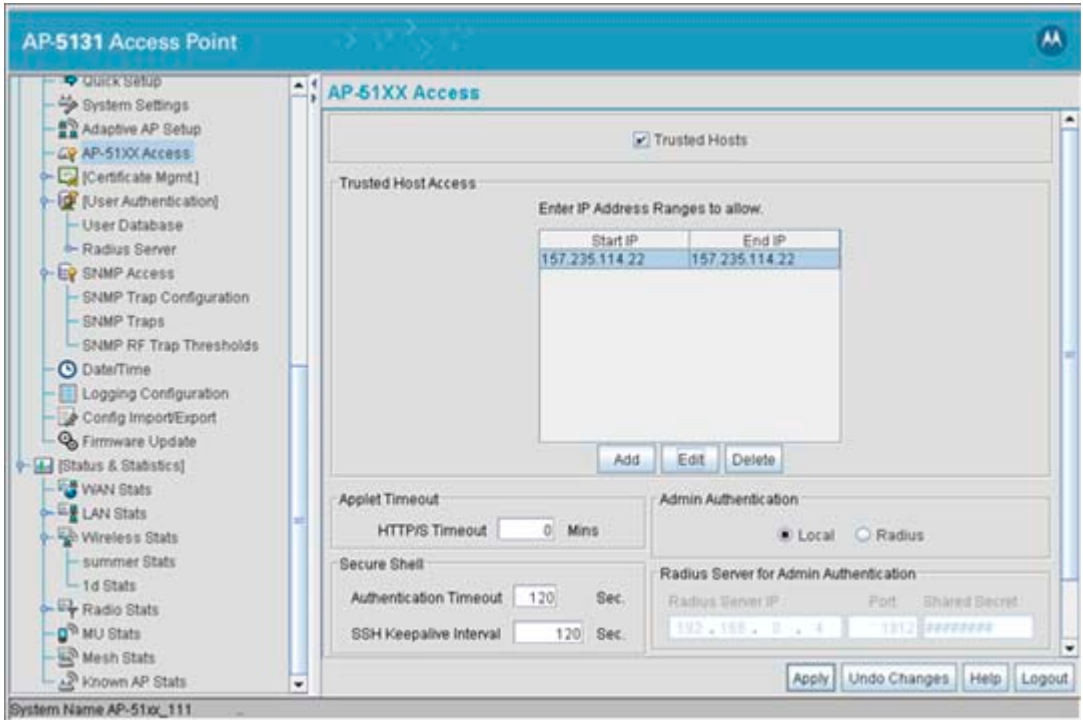 AP-5131 Access Point
Quick Setup
System Settings
Adaptive AP Setup
AP-51XX Access
[Certificate Mgmt.]
[User Authentication]
User Database
Radius Server
SNMP Access
SNMP Trap Configuration
SNMP Traps
SNMP RF Trap Thresholds
Date/Time
Logging Configuration
Config Import/Export
Firmware Update
[Status & Statistics]
WAN Stats
LAN Stats
Wireless Stats
summer Stats
1d Stats
Radio Stats
MU Stats
Mesh Stats
Known AP Stats
AP-51XX Access
Trusted Hosts
Trusted Host Access
Enter IP Address Ranges to allow.
Start IP End IP
157.235.114.22 157.235.114.22
Add Edit Delete
Applet Timeout
HTTP/S Timeout 0 Mins
Admin Authentication
Local Radius
Secure Shell
Authentication Timeout 120 Sec.
SSH Keepalive Interval 120 Sec.
Radius Server for Admin Authentication
Radius Server IP : Port Shared Secret
192 . 168 . 0 . 4 1812 ########
Apply Undo Changes Help Logout
System Name AP-51xx_111